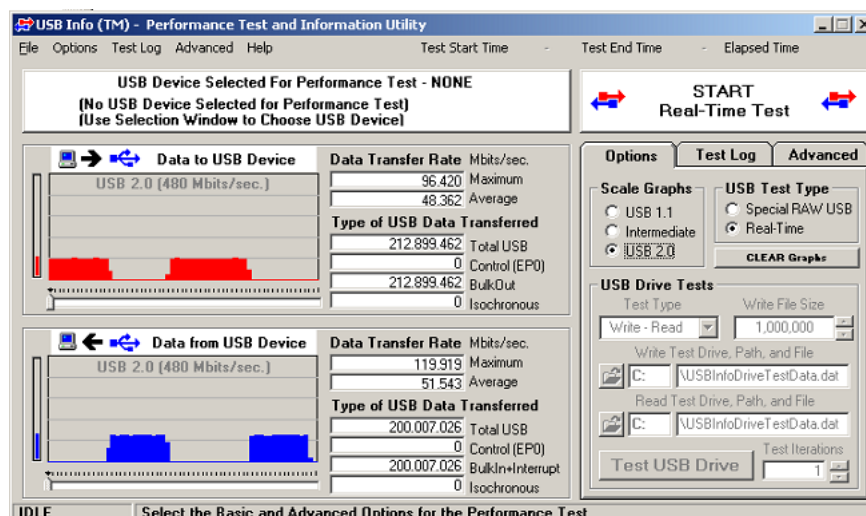 USB Info (TM) - Performance Test and Information Utility
File Options Test Log Advanced Help Test Start Time - Test End Time - Elapsed Time
USB Device Selected For Performance Test - NONE
(No USB Device Selected for Performance Test)
(Use Selection Window to Choose USB Device)
START
Real-Time Test
Data to USB Device
USB 2.0 (480 Mbits/sec.)
Data Transfer Rate Mbits/sec.
96.420 Maximum
48.362 Average
Type of USB Data Transferred
212.899.462 Total USB
0 Control (EP0)
212.899.462 BulkOut
0 Isochronous
Data from USB Device
USB 2.0 (480 Mbits/sec.)
Data Transfer Rate Mbits/sec.
119.919 Maximum
51.543 Average
Type of USB Data Transferred
200.007.026 Total USB
0 Control (EP0)
200.007.026 BulkIn+Interrupt
0 Isochronous
Options Test Log Advanced
Scale Graphs
USB 1.1
Intermediate
USB 2.0
USB Test Type
Special RAW USB
Real-Time
CLEAR Graphs
USB Drive Tests
Test Type Write File Size
Write - Read 1,000,000
Write Test Drive, Path, and File
C: \USBInfoDriveTestData.dat
Read Test Drive, Path, and File
C: \USBInfoDriveTestData.dat
Test Iterations
Test USB Drive 1
IDLE Select the Basic and Advanced Options for the Performance Test